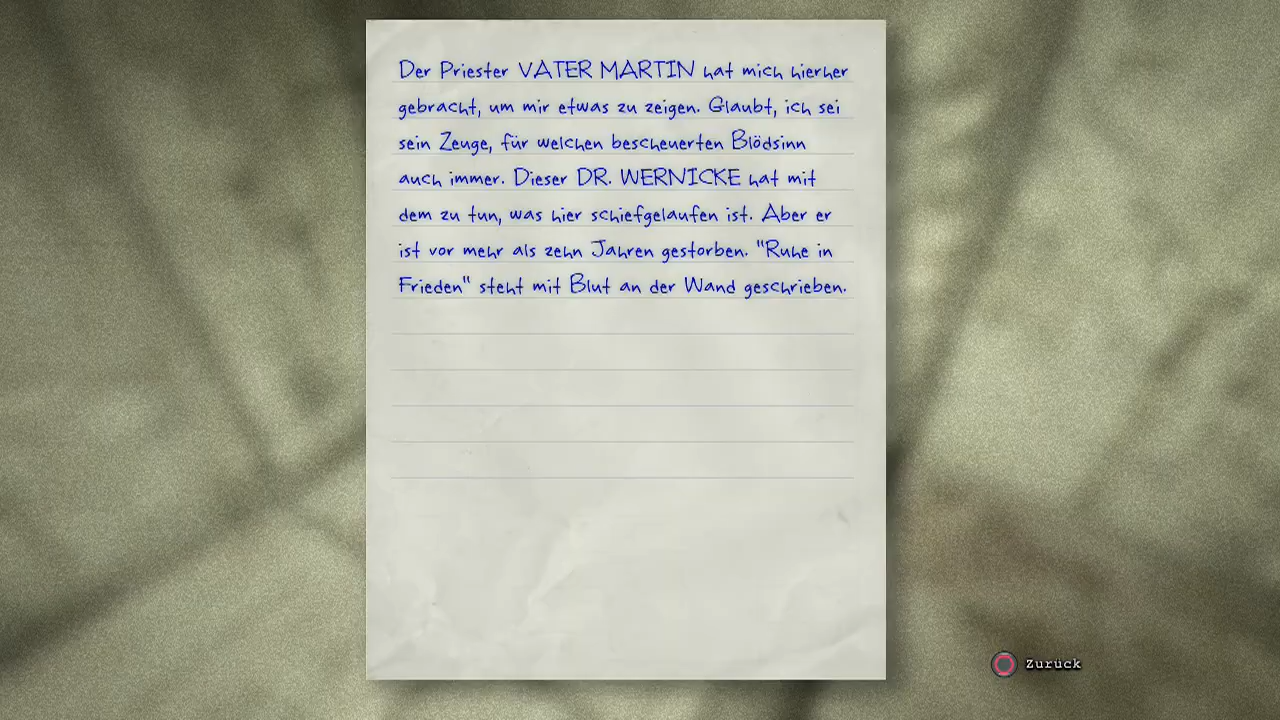 Der Priester VATER MARTIN hat mich hierher
gebracht, um mir etwas zu zeigen. Glaubt, ich sei
sein Zeuge, für welchen bescheuerten Blödsinn
auch immer. Dieser DR. WERNICKE hat mit
dem zu tun, was hier schiefgelaufen ist. Aber er
ist vor mehr als zehn Jahren gestorben. "Ruhe in
Frieden" steht mit Blut an der Wand geschrieben.
Zurück